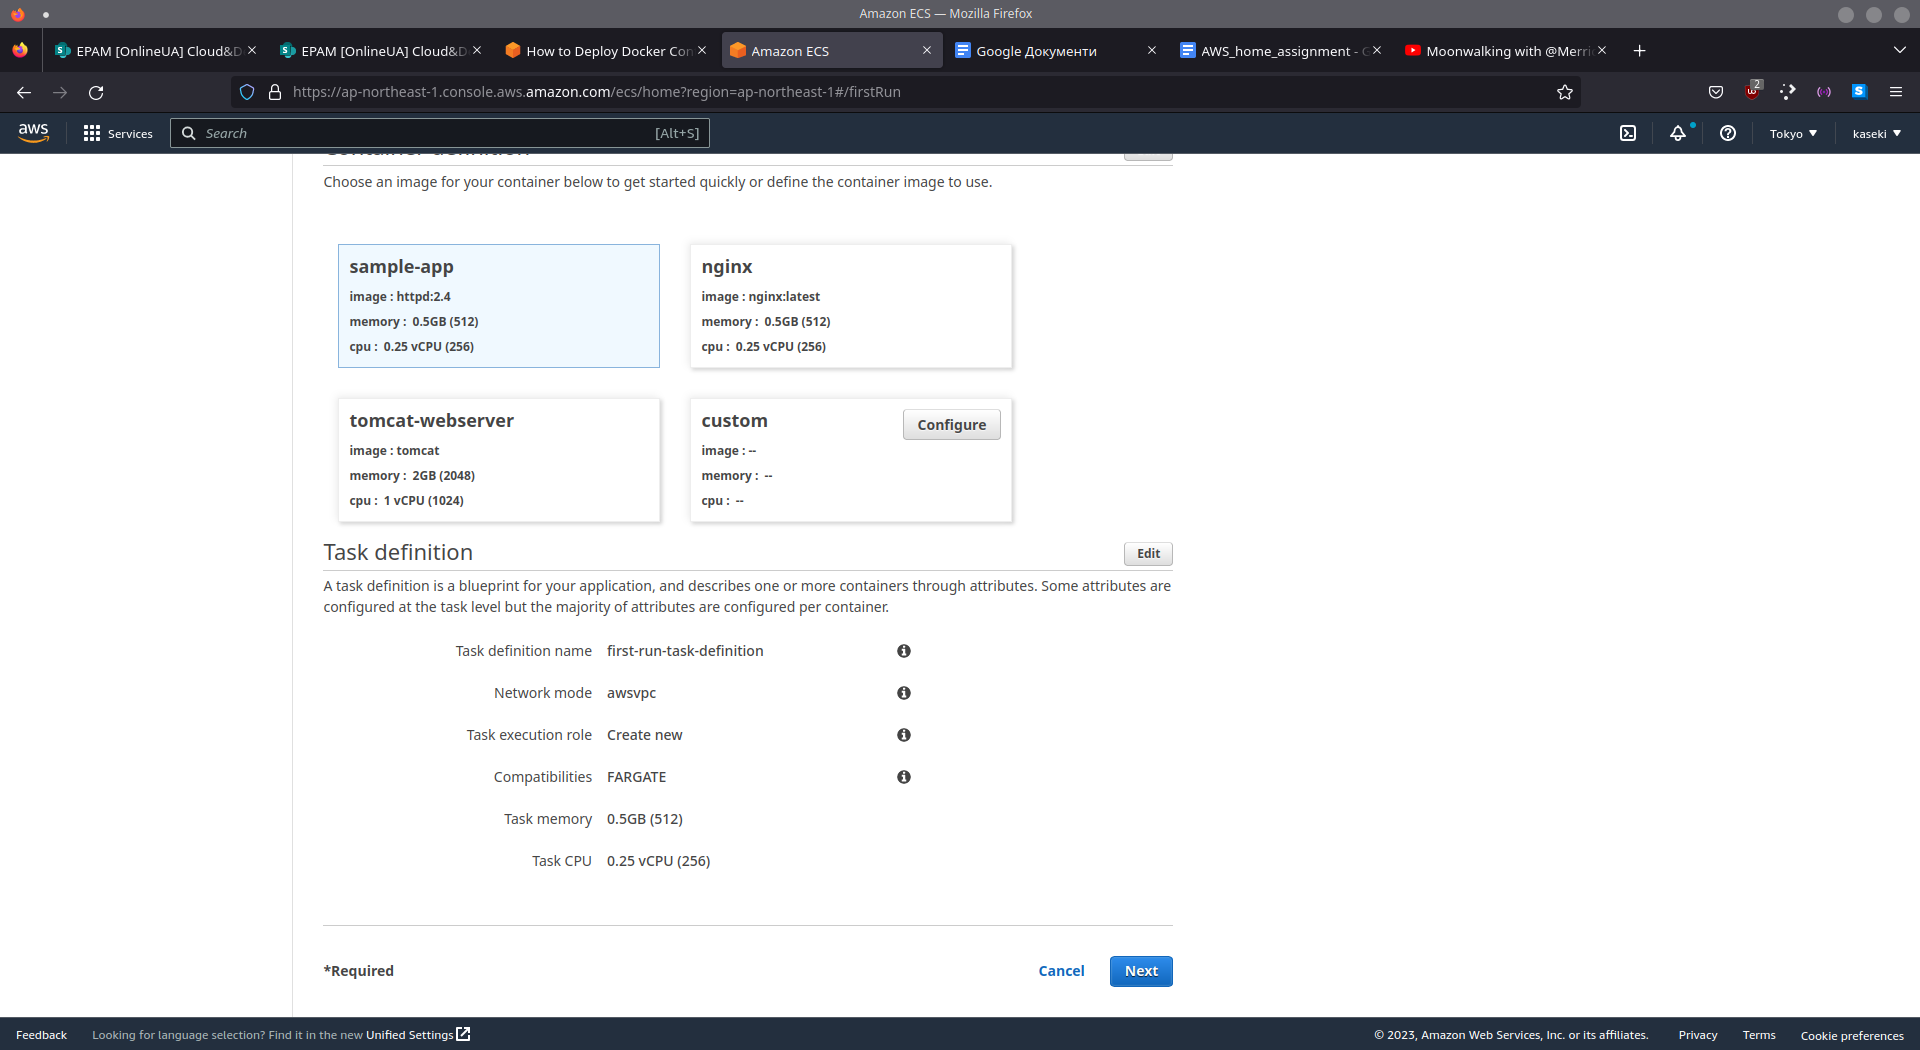 Amazon ECS — Mozilla Firefox
EPAM [OnlineUA] Cloud&D
EPAM [OnlineUA] Cloud&D
How to Deploy Docker Con
Amazon ECS
Google Документи
AWS_home_assignment - G
Moonwalking with @Merri
https://ap-northeast-1.console.aws.amazon.com/ecs/home?region=ap-northeast-1#/firstRun
2
aws
Services
Search
[Alt+S]
Tokyo
kaseki
Container definition
Choose an image for your container below to get started quickly or define the container image to use.
sample-app
image : httpd:2.4
memory : 0.5GB (512)
cpu : 0.25 vCPU (256)
nginx
image : nginx:latest
memory : 0.5GB (512)
cpu : 0.25 vCPU (256)
tomcat-webserver
image : tomcat
memory : 2GB (2048)
cpu : 1 vCPU (1024)
custom
Configure
image : --
memory : --
cpu : --
Task definition
Edit
A task definition is a blueprint for your application, and describes one or more containers through attributes. Some attributes are
configured at the task level but the majority of attributes are configured per container.
Task definition name first-run-task-definition
Network mode awsvpc
Task execution role Create new
Compatibilities FARGATE
Task memory 0.5GB (512)
Task CPU 0.25 vCPU (256)
*Required
Cancel
Next
Feedback
Looking for language selection? Find it in the new Unified Settings
© 2023, Amazon Web Services, Inc. or its affiliates.
Privacy
Terms
Cookie preferences